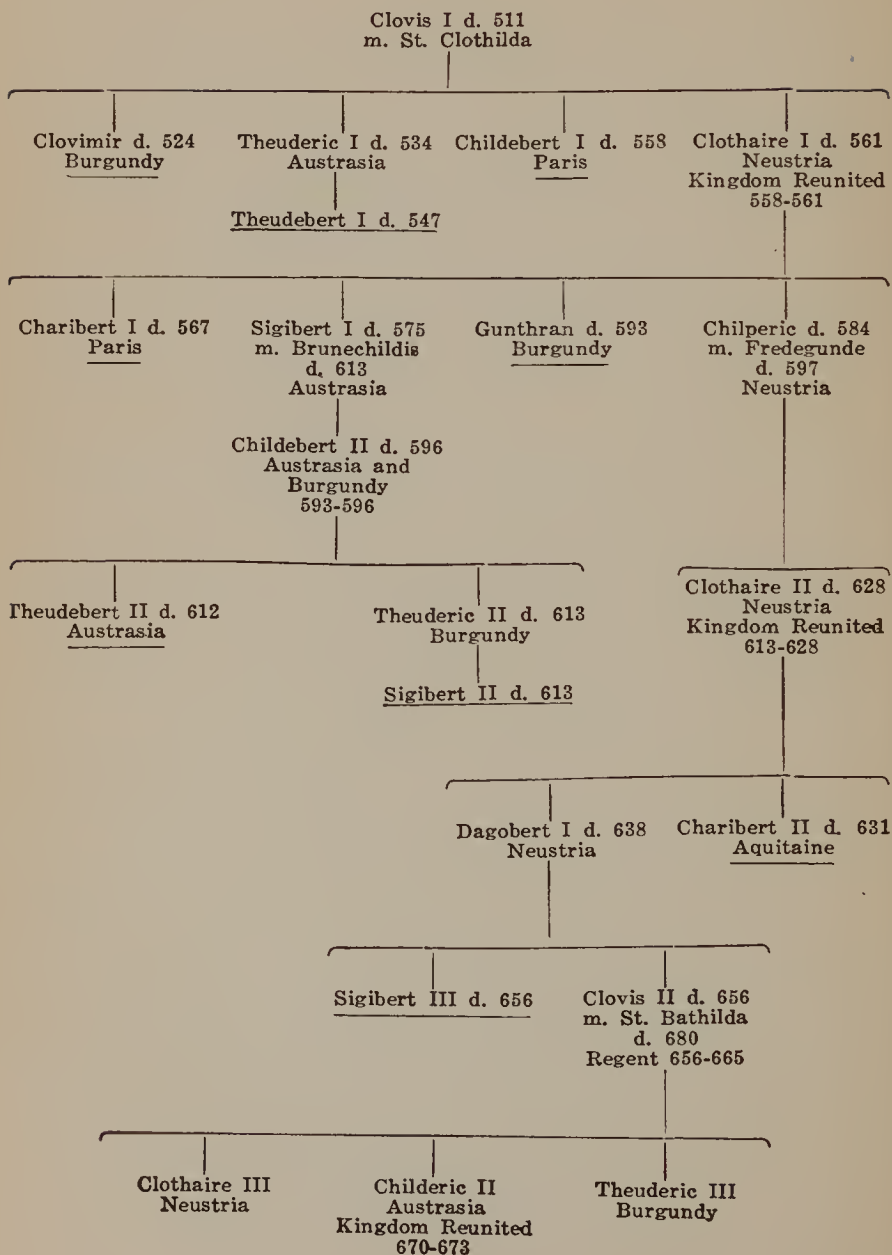 Clovis I d. 511
m. St. Clothilda
Clovimir d. 524
Burgundy
Theuderic I d. 534
Austrasia
Theudebert I d. 547
Childebert I d. 558
Paris
Clothaire I d. 561
Neustria
Kingdom Reunited
558-561
Charibert I d. 567
Paris
Sigibert I d. 575
m. Brunechildis
d. 613
Austrasia
Childebert II d. 596
Austrasia and
Burgundy
593-596
Gunthran d. 593
Burgundy
Chilperic d. 584
m. Fredegunde
d. 597
Neustria
Theudebert II d. 612
Austrasia
Theuderic II d. 613
Burgundy
Sigibert II d. 613
Clothaire II d. 628
Neustria
Kingdom Reunited
613-628
Dagobert I d. 638
Neustria
Charibert II d. 631
Aquitaine
Sigibert III d. 656
Clovis II d. 656
m. St. Bathilda
d. 680
Regent 656-665
Clothaire III
Neustria
Childeric II
Austrasia
Kingdom Reunited
670-673
Theuderic III
Burgundy